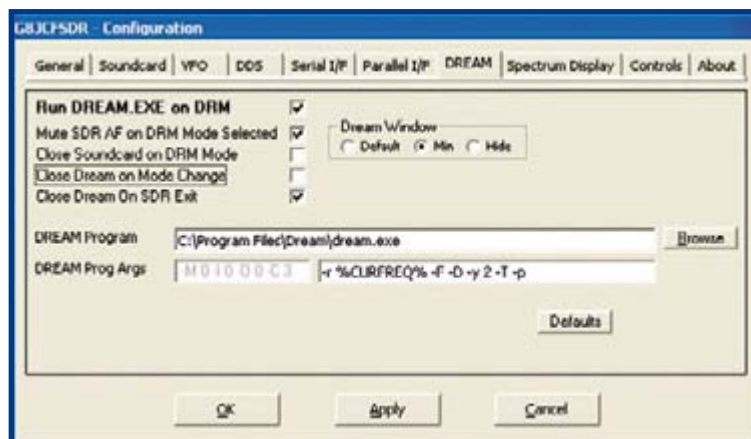 G8JCFSDR - Configuration
General Soundcard VFO DDS Serial I/F Parallel I/F DREAM Spectrum Display Controls About
Run DREAM.EXE on DRM
Mute SDR AF on DRM Mode Selected
Close Soundcard on DRM Mode
Close Dream on Mode Change
Close Dream On SDR Exit
Dream Window
Default Min Hide
DREAM Program C:\Program Files\Dream\dream.exe Browse
DREAM Prog Args -r %CURFREQ% -F -D -y 2 -T -p
Defaults
OK Apply Cancel